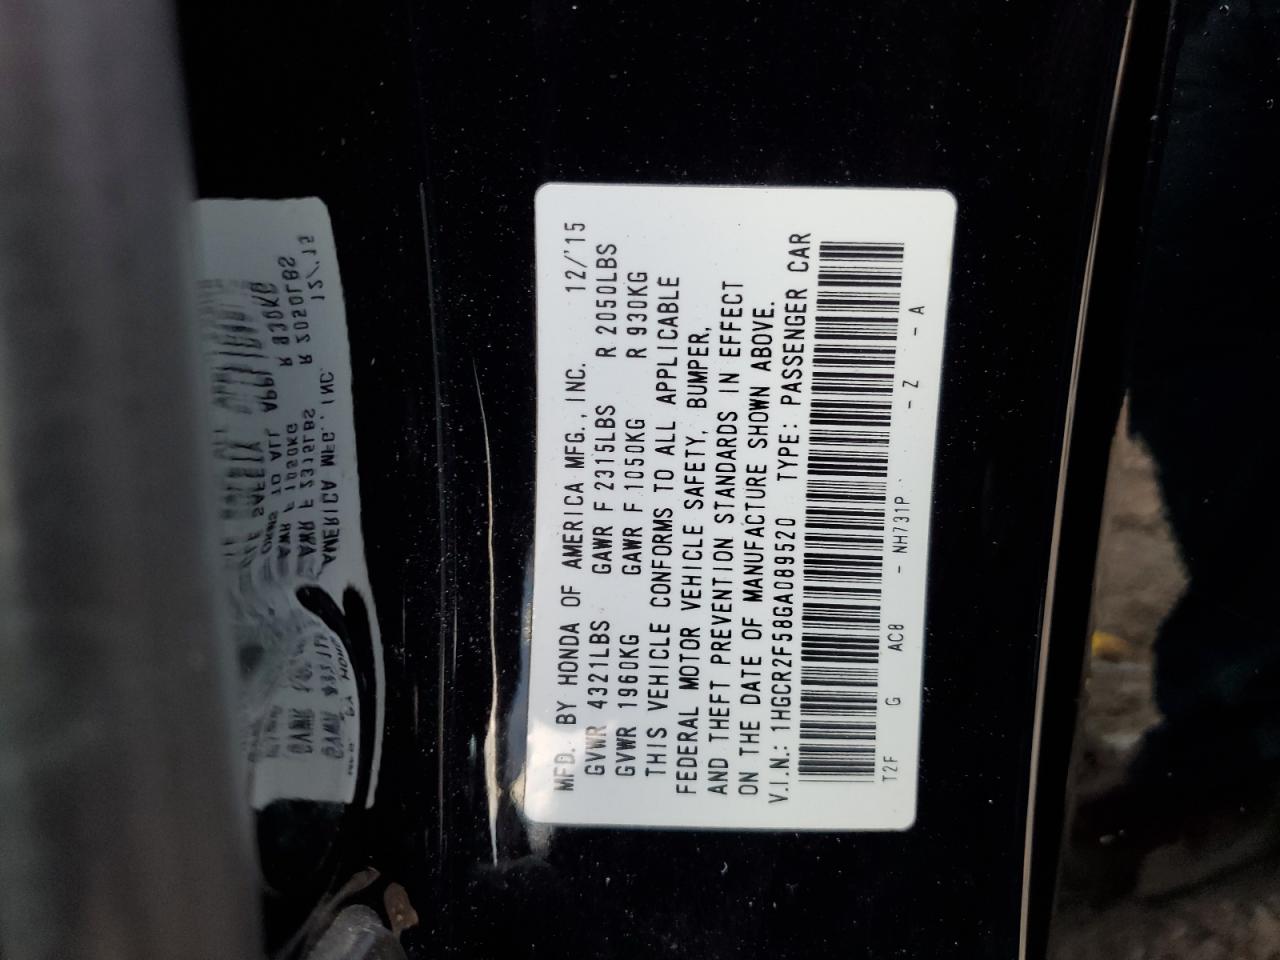 MFD. BY HONDA OF AMERICA MFG., INC. 12/'15
GVWR 4321LBS GAWR F 2315LBS R 2050LBS
GVWR 1960KG GAWR F 1050KG R 930KG
THIS VEHICLE CONFORMS TO ALL APPLICABLE
FEDERAL MOTOR VEHICLE SAFETY, BUMPER,
AND THEFT PREVENTION STANDARDS IN EFFECT
ON THE DATE OF MANUFACTURE SHOWN ABOVE.
V.I.N.: 1HGCR2F58GA089520 TYPE: PASSENGER CAR
T2F G AC8 - NH731P - Z - A